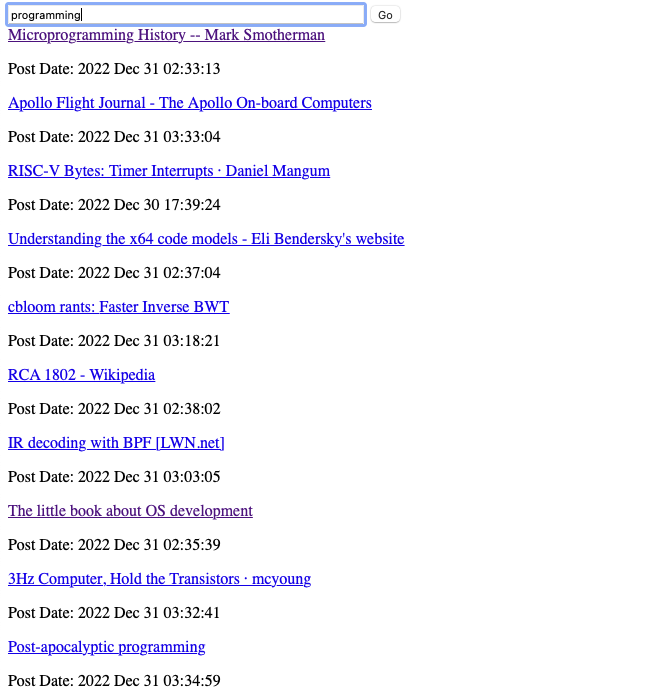 programming
Go
Microprogramming History -- Mark Smotherman
Post Date: 2022 Dec 31 02:33:13
Apollo Flight Journal - The Apollo On-board Computers
Post Date: 2022 Dec 31 03:33:04
RISC-V Bytes: Timer Interrupts · Daniel Mangum
Post Date: 2022 Dec 30 17:39:24
Understanding the x64 code models - Eli Bendersky's website
Post Date: 2022 Dec 31 02:37:04
cbloom rants: Faster Inverse BWT
Post Date: 2022 Dec 31 03:18:21
RCA 1802 - Wikipedia
Post Date: 2022 Dec 31 02:38:02
IR decoding with BPF [LWN.net]
Post Date: 2022 Dec 31 03:03:05
The little book about OS development
Post Date: 2022 Dec 31 02:35:39
3Hz Computer, Hold the Transistors · mcyoung
Post Date: 2022 Dec 31 03:32:41
Post-apocalyptic programming
Post Date: 2022 Dec 31 03:34:59